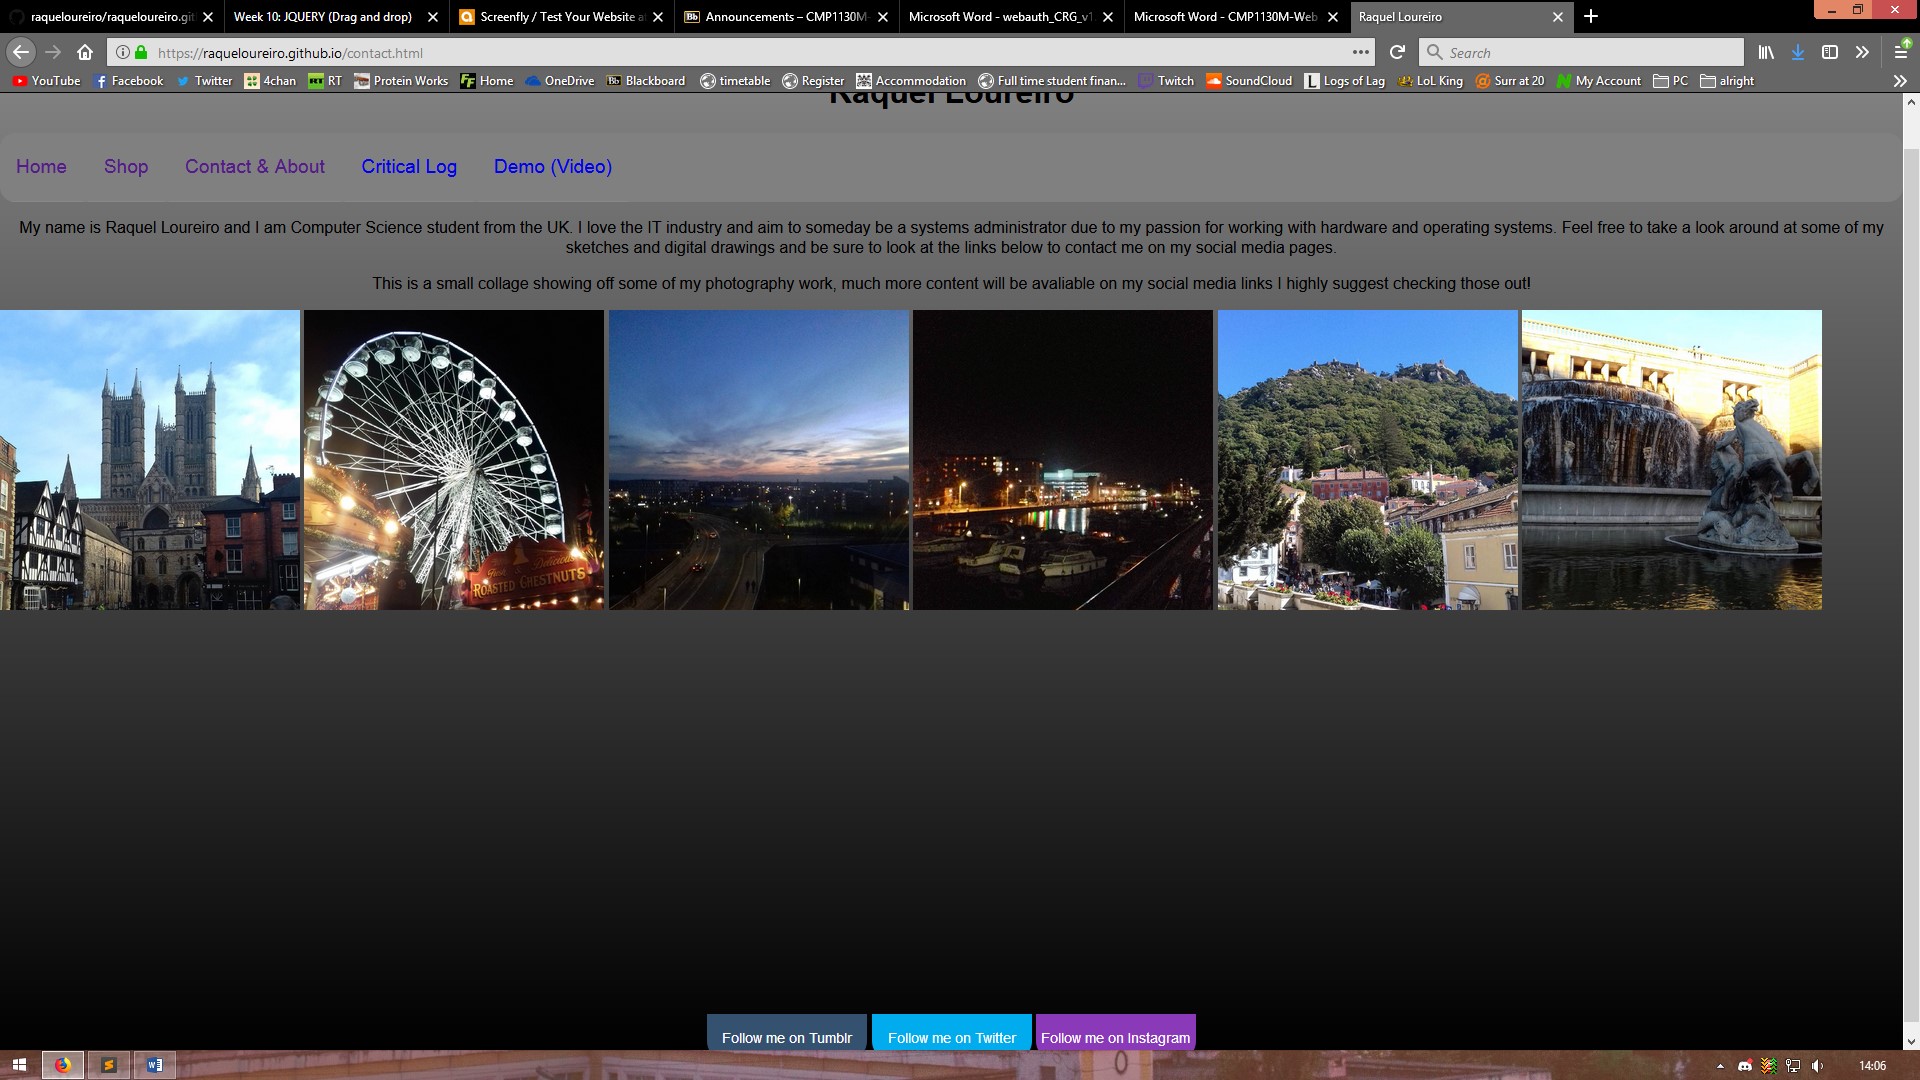 raqueloureiro/raqueloureiro.git
Week 10: JQUERY (Drag and drop)
Screenfly / Test Your Website at
Announcements – CMP1130M-
Microsoft Word - webauth_CRG_v1
Microsoft Word - CMP1130M-Web
Raquel Loureiro
https://raqueloureiro.github.io/contact.html
Search
YouTube Facebook Twitter 4chan RT Protein Works Home OneDrive Blackboard timetable Register Accommodation Full time student finan... Twitch SoundCloud Logs of Lag LoL King Surr at 20 My Account PC alright
Raquel Loureiro
Home Shop Contact & About Critical Log Demo (Video)
My name is Raquel Loureiro and I am Computer Science student from the UK. I love the IT industry and aim to someday be a systems administrator due to my passion for working with hardware and operating systems. Feel free to take a look around at some of my
sketches and digital drawings and be sure to look at the links below to contact me on my social media pages.
This is a small collage showing off some of my photography work, much more content will be avaliable on my social media links I highly suggest checking those out!
ROASTED CHESTNUTS
Follow me on Tumblr Follow me on Twitter Follow me on Instagram
14:06